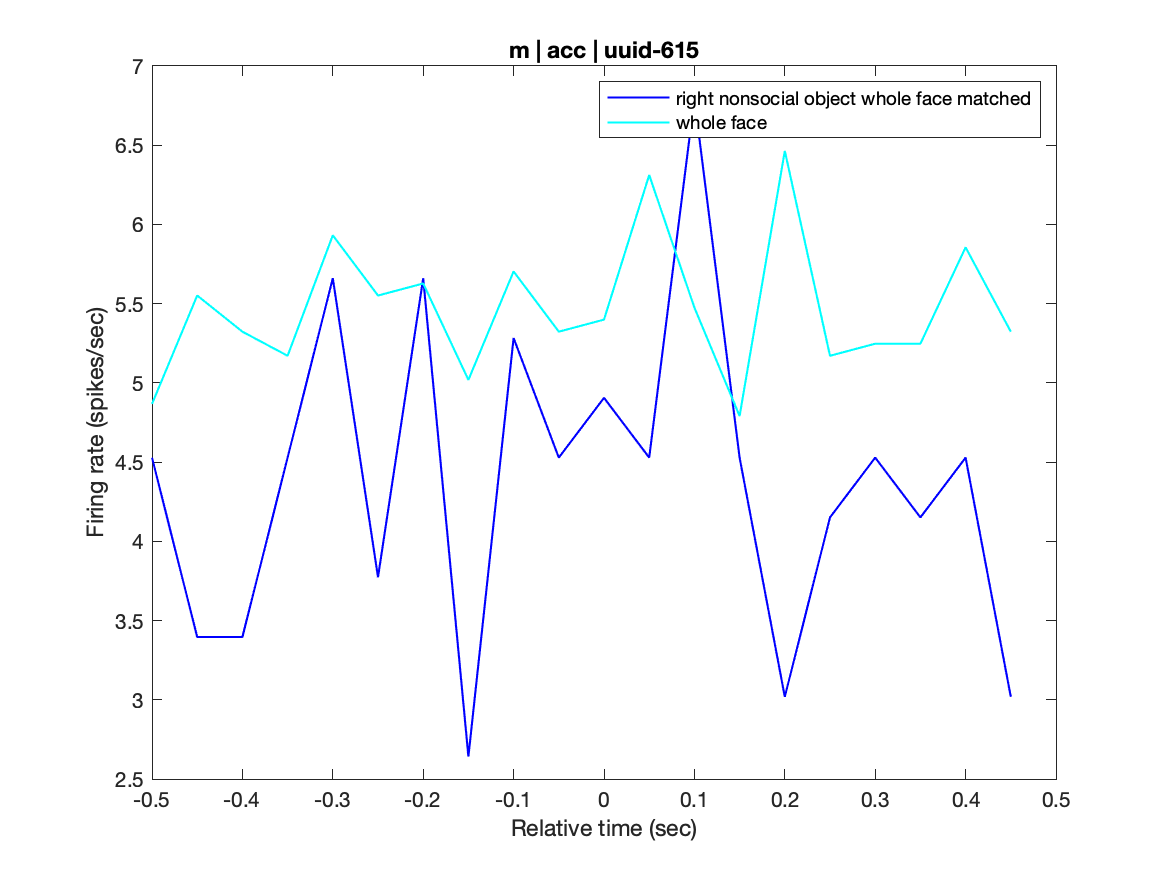 m | acc | uuid-615
right nonsocial object whole face matched
whole face
7
6.5
6
5.5
5
4.5
4
3.5
3
2.5
Firing rate (spikes/sec)
-0.5 -0.4 -0.3 -0.2 -0.1 0 0.1 0.2 0.3 0.4 0.5
Relative time (sec)